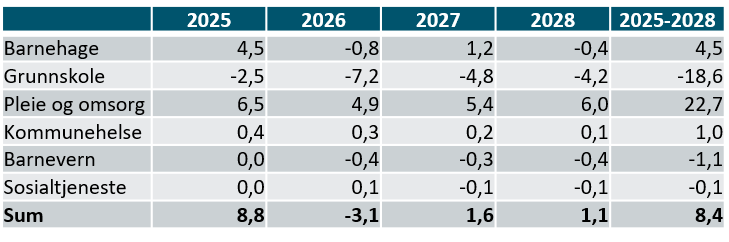 2025 2026 2027 2028 2025-2028
Barnehage 4,5 -0,8 1,2 -0,4 4,5
Grunnskole -2,5 -7,2 -4,8 -4,2 -18,6
Pleie og omsorg 6,5 4,9 5,4 6,0 22,7
Kommunehelse 0,4 0,3 0,2 0,1 1,0
Barnevern 0,0 -0,4 -0,3 -0,4 -1,1
Sosialtjeneste 0,0 0,1 -0,1 -0,1 -0,1
Sum 8,8 -3,1 1,6 1,1 8,4